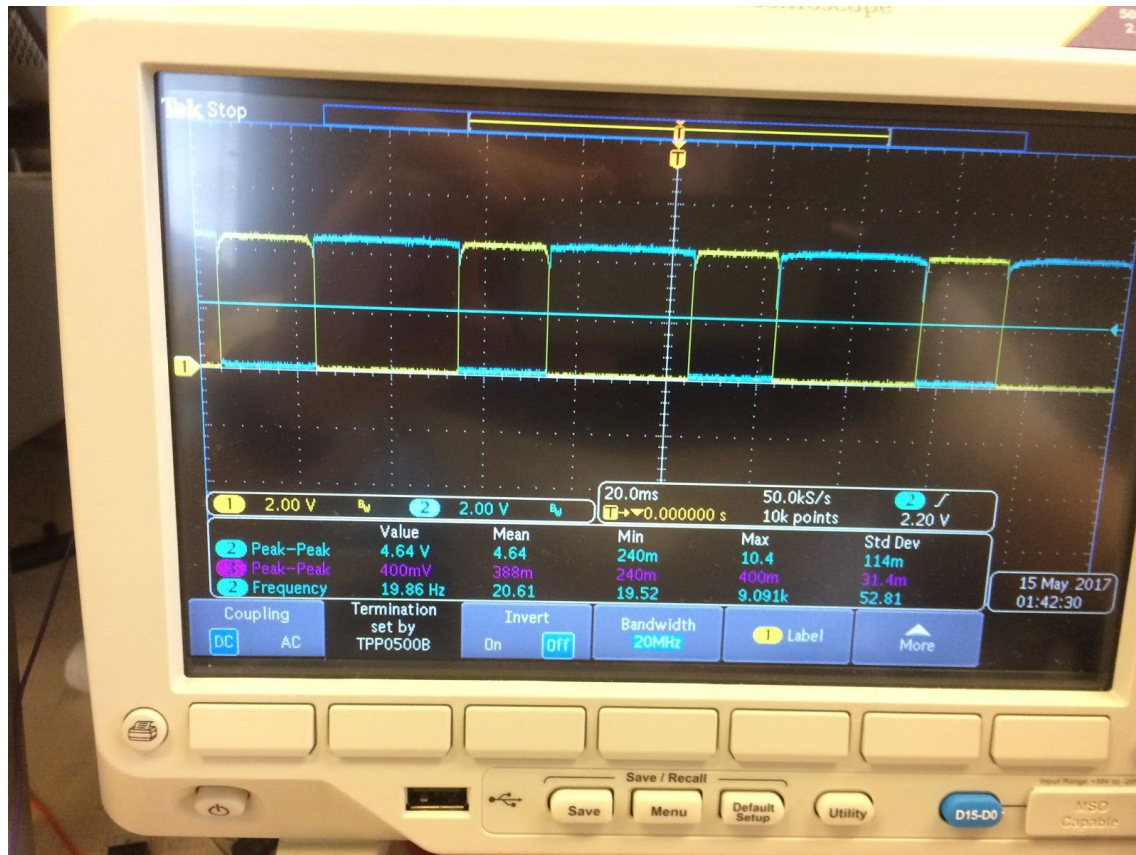 Tek Stop
T
T
1
1 2.00 V BW 2 2.00 V BW
20.0ms 50.0kS/s 2
T 0.000000 s 10k points 2.20 V
Value Mean Min Max Std Dev
2 Peak-Peak 4.64 V 4.64 240m 10.4 114m
3 Peak-Peak 400mV 388m 240m 400m 31.4m
2 Frequency 19.86 Hz 20.61 19.52 9.091k 52.81
15 May 2017
01:42:30
Coupling
DC AC
Termination
set by
TPP0500B
Invert
On Off
Bandwidth
20MHz
1 Label
More
Save / Recall
Save
Menu
Default
Setup
Utility
D15-D0
MSO
Capable